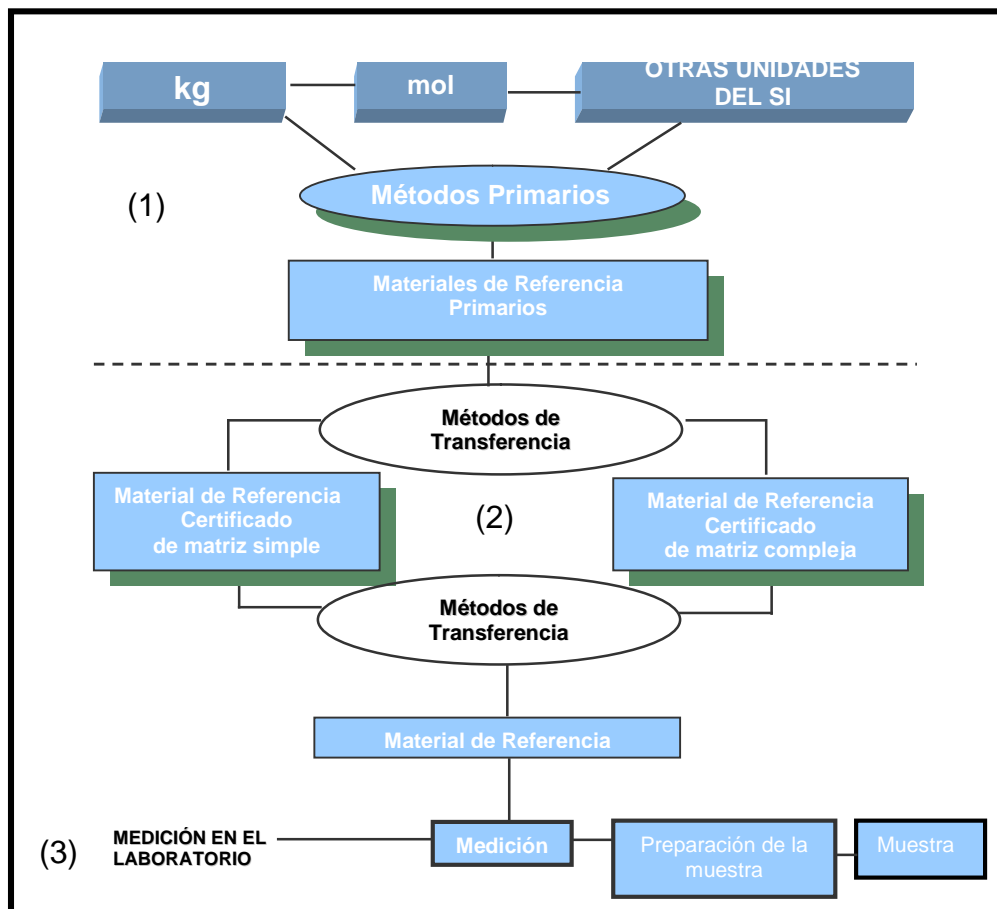 kg
mol
OTRAS UNIDADES
DEL SI
(1)
Métodos Primarios
Materiales de Referencia
Primarios
Métodos de
Transferencia
Material de Referencia
Certificado
de matriz simple
(2)
Material de Referencia
Certificado
de matriz compleja
Métodos de
Transferencia
Material de Referencia
(3)
MEDICIÓN EN EL
LABORATORIO
Medición
Preparación de la
muestra
Muestra